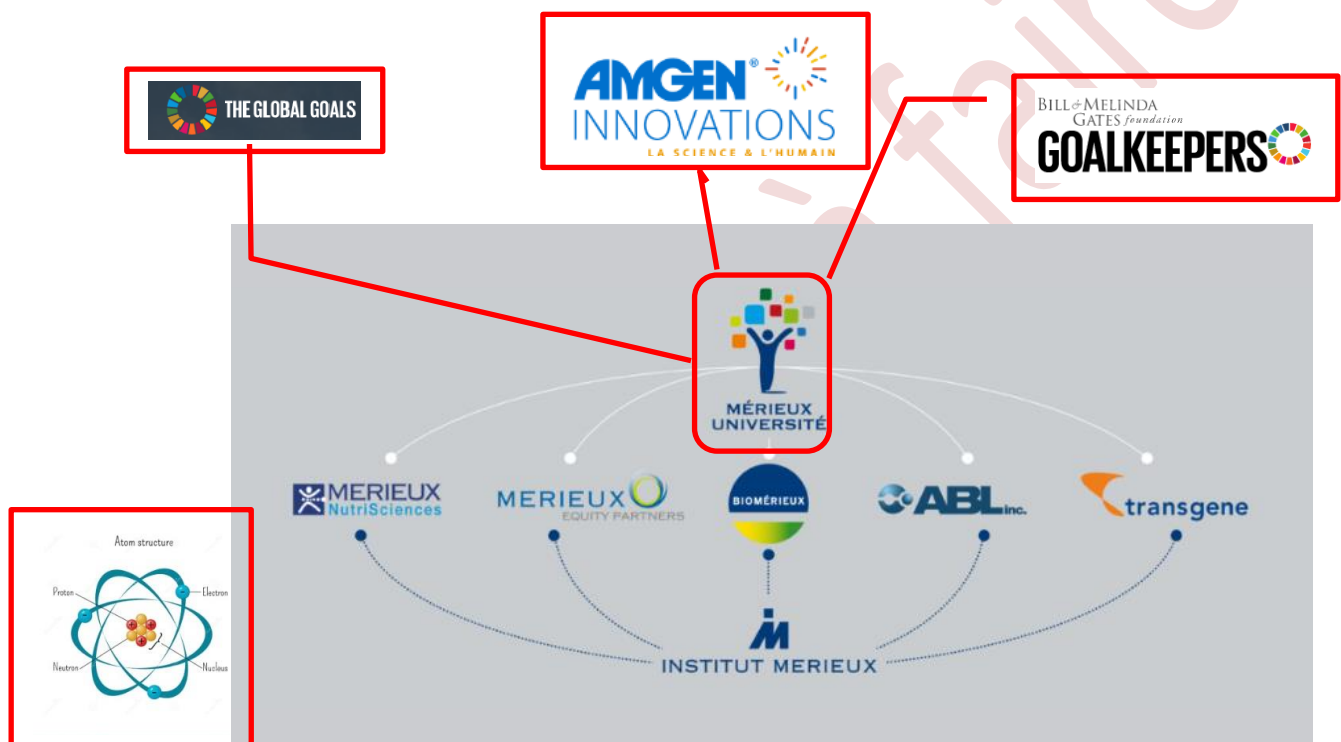 AMGEN®
INNOVATIONS
LA SCIENCE & L'HUMAIN
THE GLOBAL GOALS
BILL & MELINDA
GATES foundation
GOALKEEPERS
à faire
MÉRIEUX
UNIVERSITÉ
MERIEUX
NutriSciences
MERIEUX
EQUITY PARTNERS
BIOMÉRIEUX
ABL inc.
transgene
INSTITUT MERIEUX
Atom structure
Proton
Electron
Neutron
Nucleus